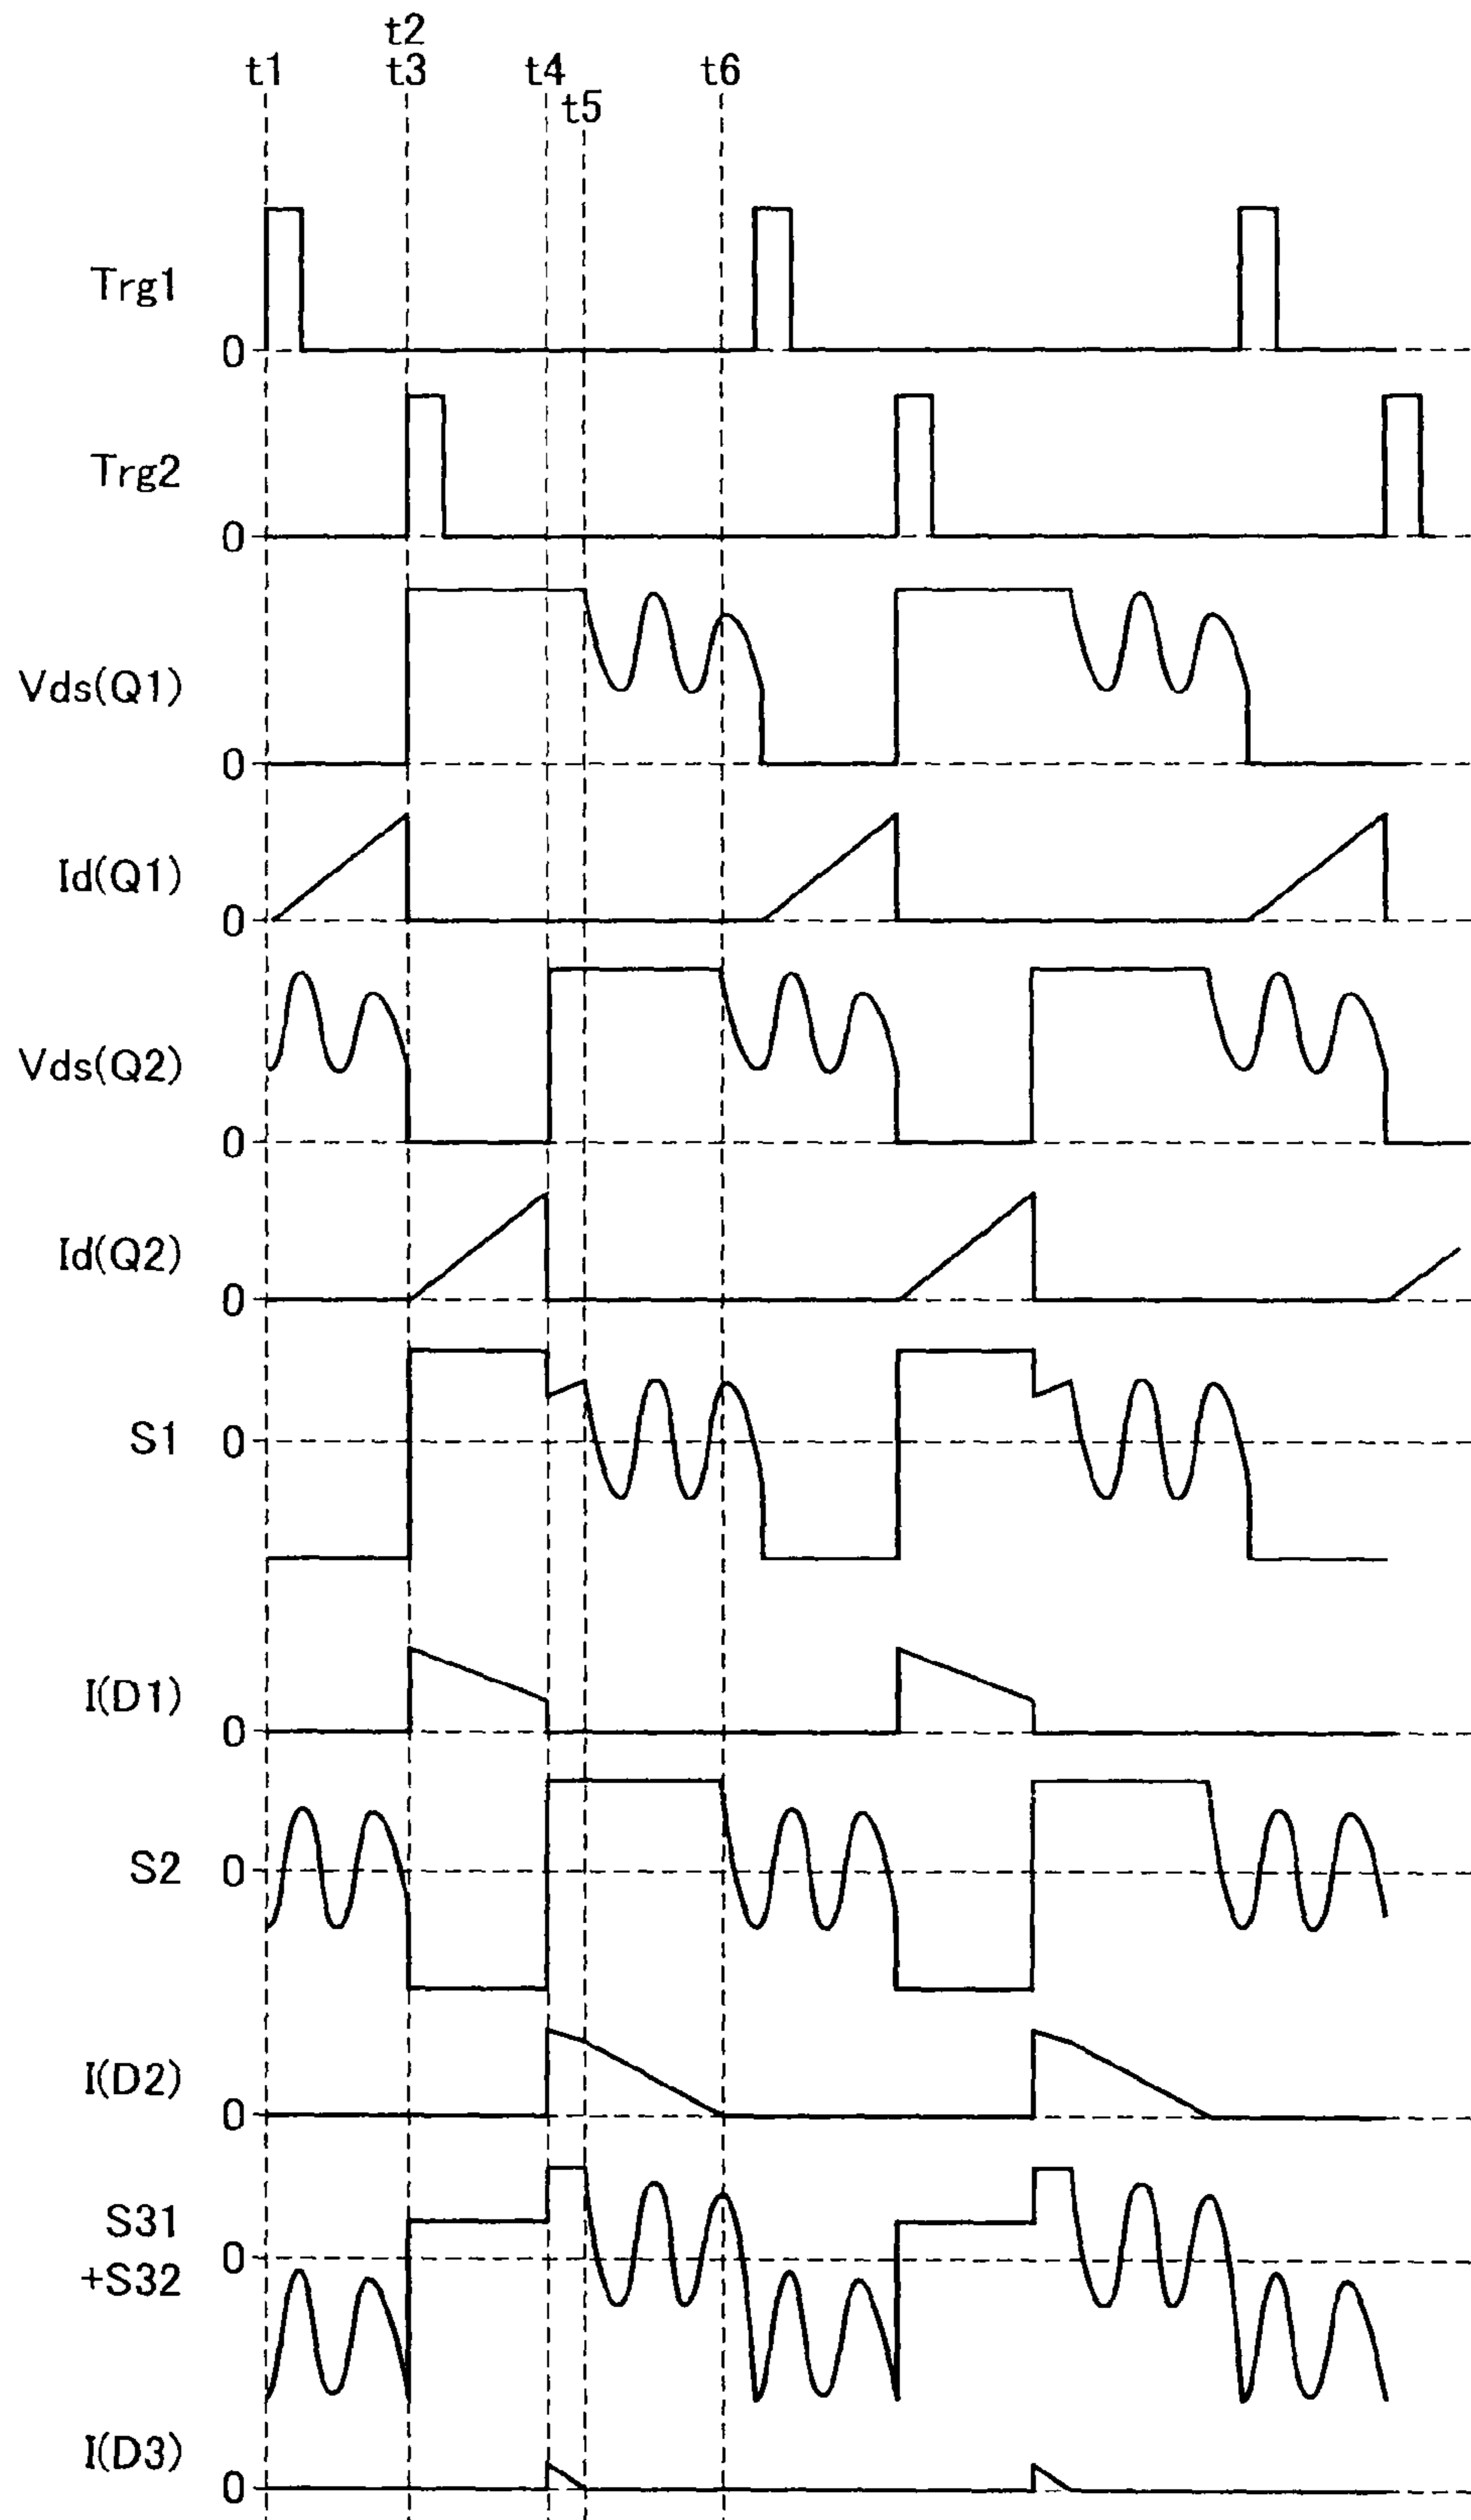 t2
t1 t3 t4 t6
t5
Trg1
0
Trg2
0
Vds(Q1)
0
Id(Q1)
0
Vds(Q2)
0
Id(Q2)
0
S1 0
I(D1)
0
S2 0
I(D2)
0
S31
0
+S32
I(D3)
0